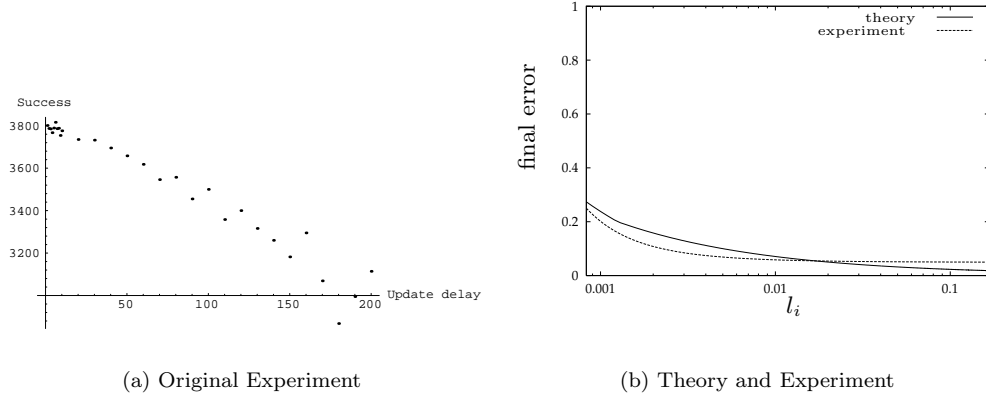 Success
3800
3600
3400
3200
50
100
150
200
Update delay
(a) Original Experiment
1
0.8
0.6
0.4
0.2
0
final error
theory
experiment
0.001
0.01
0.1
l_i
(b) Theory and Experiment